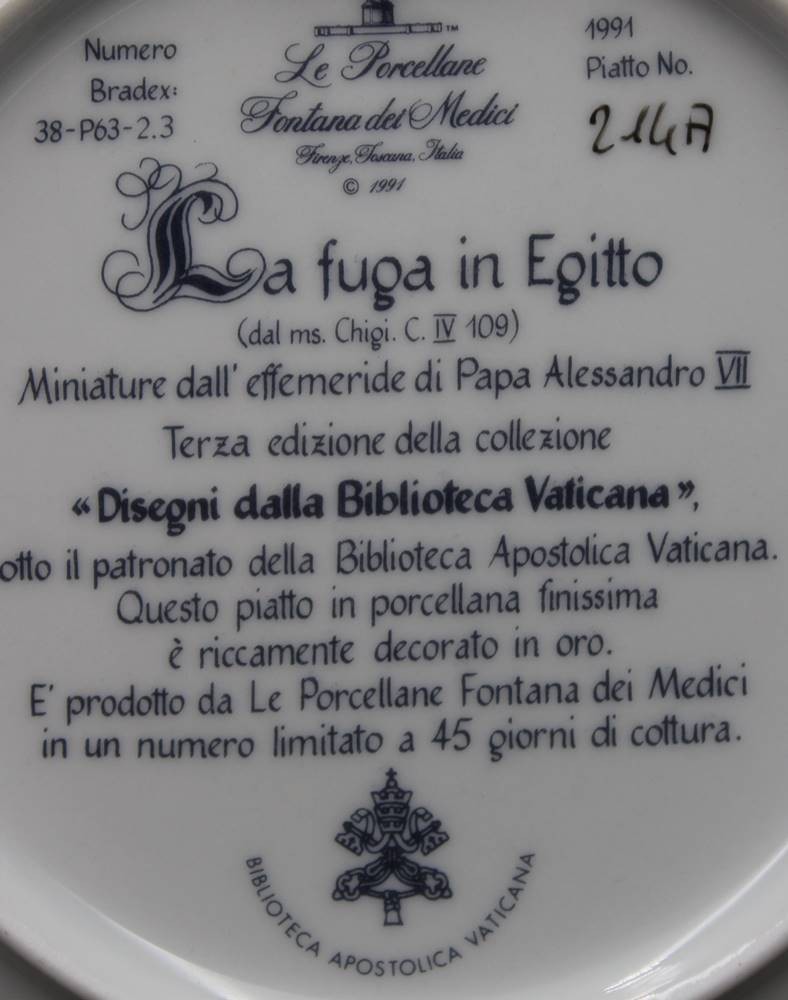 Numero
Bradex:
38-P63-2.3
Le Porcellane
Fontana dei Medici
Firenze, Toscana, Italia
© 1991
1991
Piatto No.
214A
La fuga in Egitto
(dal ms. Chigi. C. IV 109)
Miniature dall' effemeride di Papa Alessandro VII
Terza edizione della collezione
“Disegni dalla Biblioteca Vaticana”,
otto il patronato della Biblioteca Apostolica Vaticana.
Questo piatto in porcellana finissima
è riccamente decorato in oro.
E' prodotto da Le Porcellane Fontana dei Medici
in un numero limitato a 45 giorni di cottura.
BIBLIOTECA APOSTOLICA VATICANA